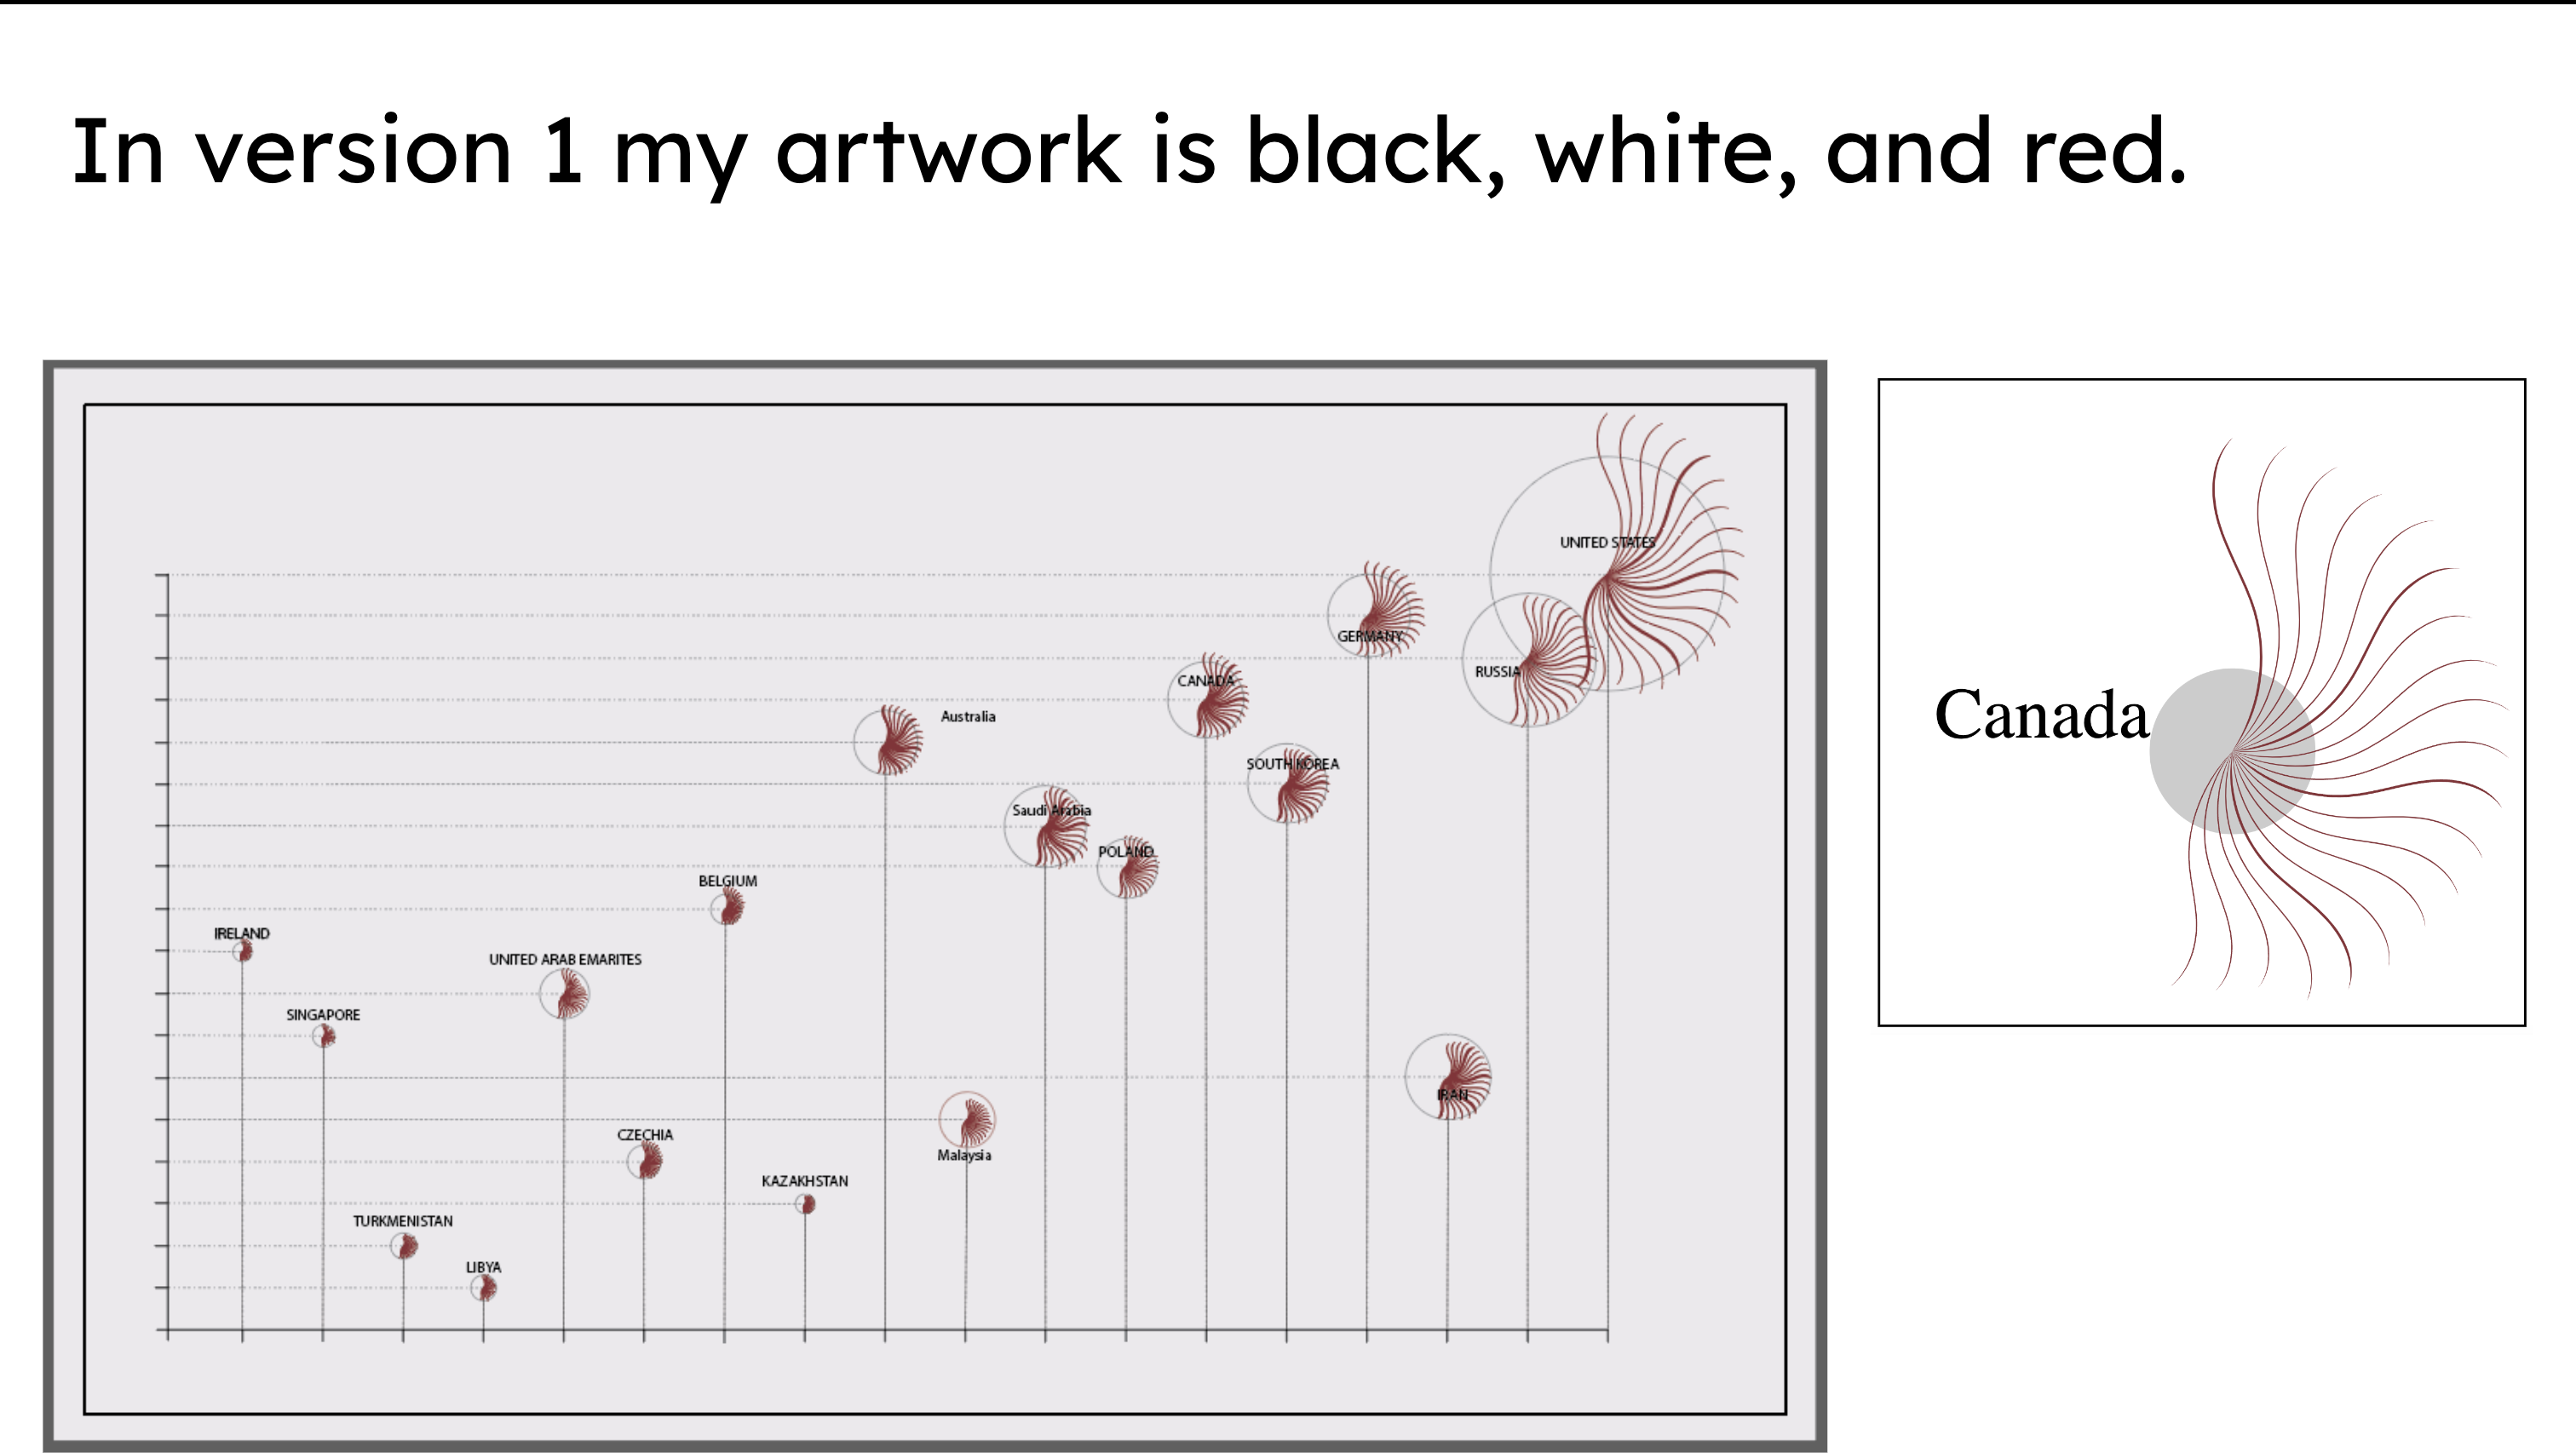 In version 1 my artwork is black, white, and red.
UNITED STATES
GERMANY
RUSSIA
CANADA
Australia
SOUTH KOREA
Saudi Arabia
POLAND
BELGIUM
IRELAND
UNITED ARAB EMARITES
SINGAPORE
IRAN
CZECHIA
Malaysia
KAZAKHSTAN
TURKMENISTAN
LIBYA
Canada